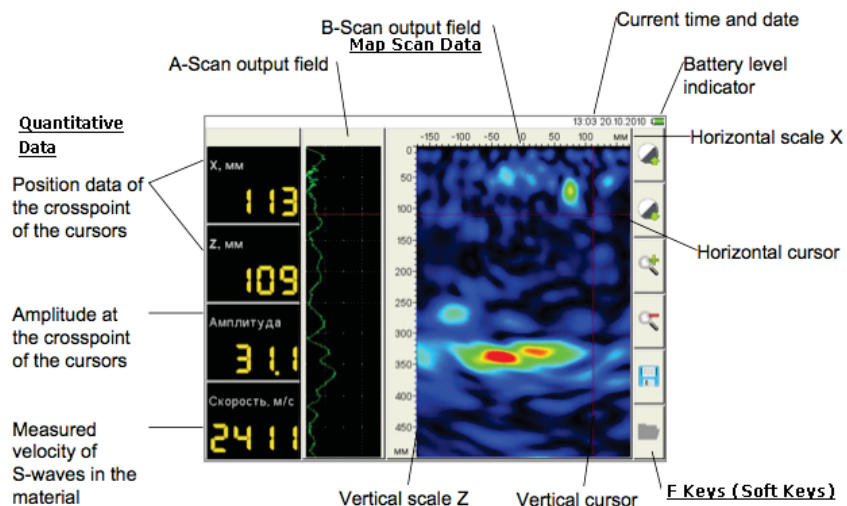 B-Scan output field
Map Scan Data
Current time and date
A-Scan output field
Battery level
indicator
Quantitative
Data
13:03 20.10.2010
-150 -100 -50 0 50 100 мм
Horizontal scale X
Position data of
the crosspoint
of the cursors
X, мм
113
Z, мм
109
0
50
100
150
200
250
300
350
400
450
мм
Horizontal cursor
Amplitude at
the crosspoint
of the cursors
Амплитуда
31.1
Measured
velocity of
S-waves in the
material
Скорость, м/с
2411
Vertical scale Z
Vertical cursor
F Keys (Soft Keys)